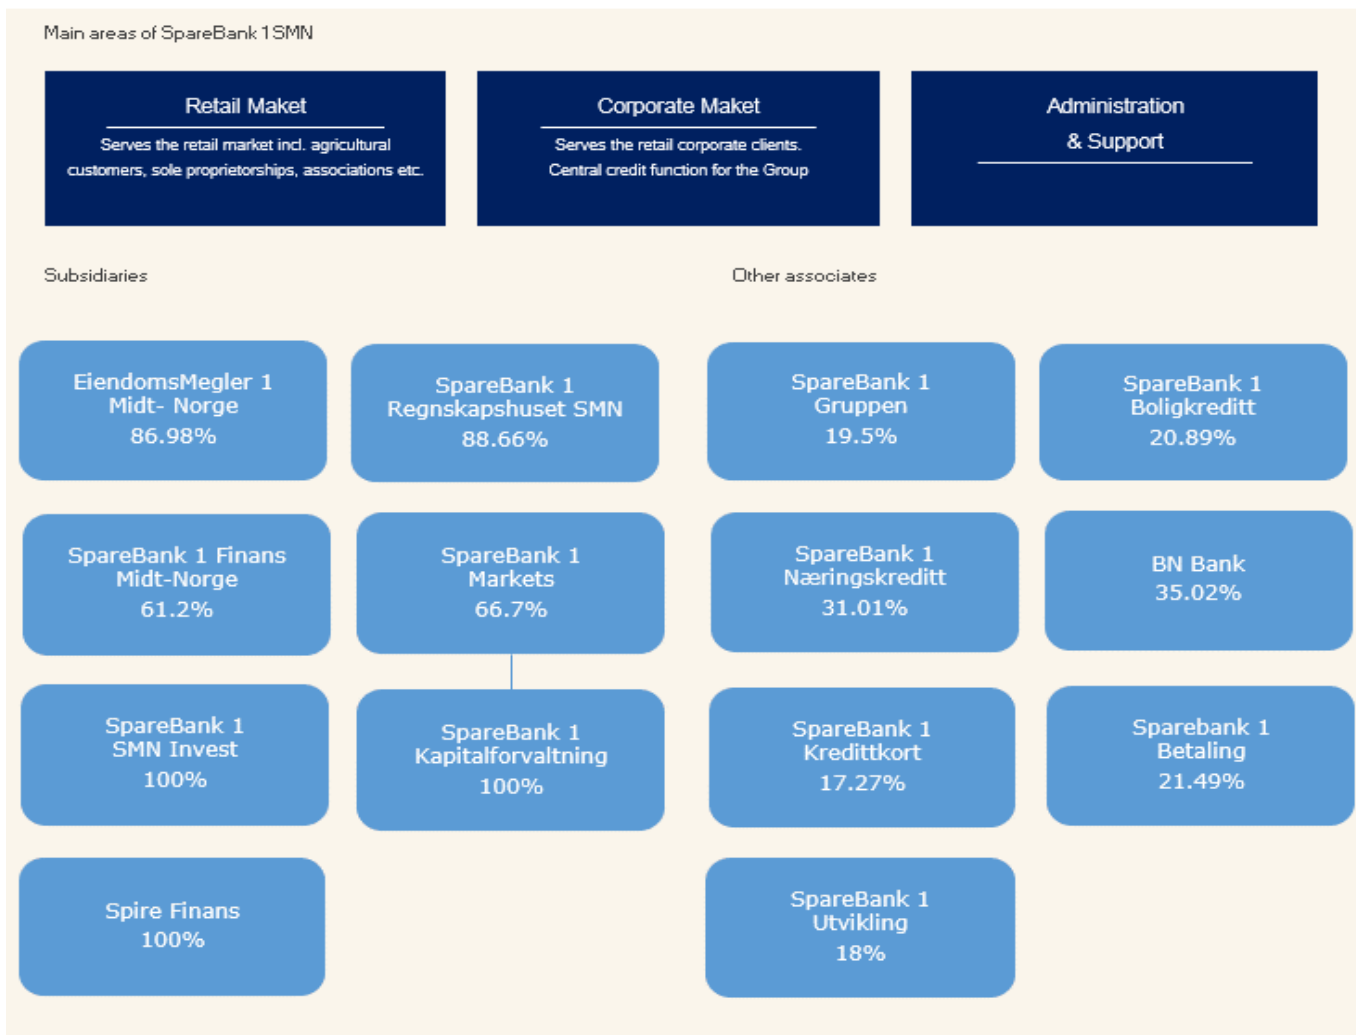 Main areas of SpareBank 1 SMN
Retail Maket
Serves the retail market incl. agricultural
customers, sole proprietorships, associations etc.
Corporate Maket
Serves the retail corporate clients.
Central credit function for the Group
Administration
& Support
Subsidiaries
EiendomsMegler 1
Midt- Norge
86.98%
SpareBank 1
Regnskapshuset SMN
88.66%
SpareBank 1 Finans
Midt-Norge
61.2%
SpareBank 1
Markets
66.7%
SpareBank 1
SMN Invest
100%
SpareBank 1
Kapitalforvaltning
100%
Spire Finans
100%
Other associates
SpareBank 1
Gruppen
19.5%
SpareBank 1
Boligkreditt
20.89%
SpareBank 1
Næringskreditt
31.01%
BN Bank
35.02%
SpareBank 1
Kredittkort
17.27%
Sparebank 1
Betaling
21.49%
SpareBank 1
Utvikling
18%